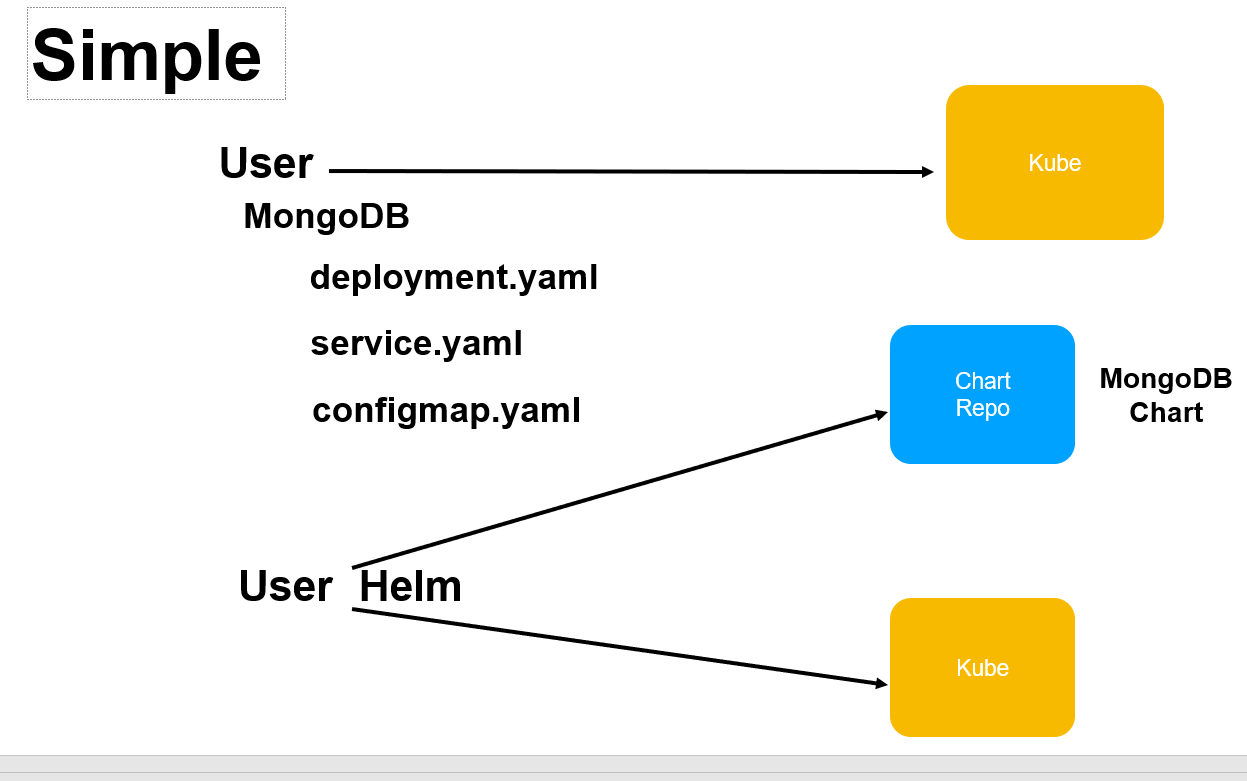 Simple
User
Kube
MongoDB
deployment.yaml
service.yaml
configmap.yaml
Chart
Repo
MongoDB
Chart
User Helm
Kube